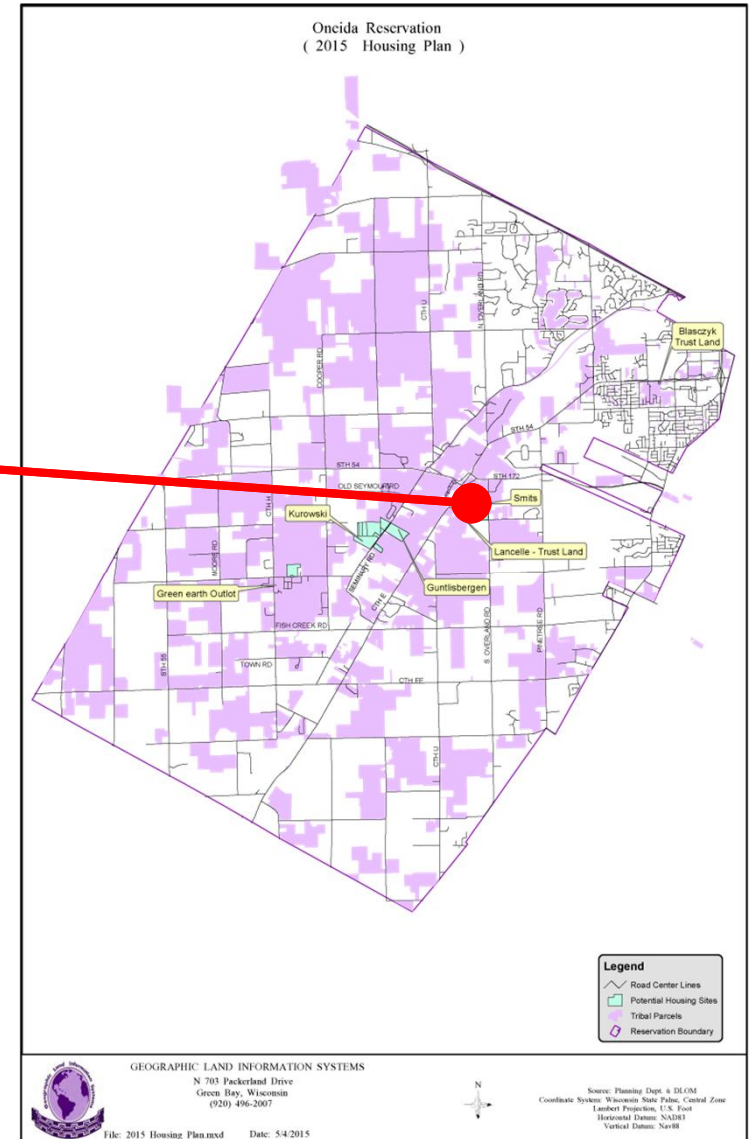 Oneida Reservation
( 2015 Housing Plan )
CTH U
N. OVERLAND RD
COOPER RD
Blasczyk
Trust Land
STH 54
STH 54
STH 172
OLD SEYMOUR RD
Smits
CTH H
Kurowski
Lancelle - Trust Land
MOORE RD
SEMINARY RD
Guntlisbergen
Green earth Outlot
CTH E
FISH CREEK RD
S. OVERLAND RD
PINETREE RD
STH 55
TOWN RD
CTH EE
CTH U
Legend
Road Center Lines
Potential Housing Sites
Tribal Parcels
Reservation Boundary
GEOGRAPHIC LAND INFORMATION SYSTEMS
N 703 Packerland Drive
Green Bay, Wisconsin
(920) 496-2007
File: 2015 Housing Plan.mxd Date: 5/4/2015
N
Source: Planning Dept. & DLOM
Coordinate System: Wisconsin State Palne, Central Zone
Lambert Projection, U.S. Foot
Horizontal Datum: NAD83
Vertical Datum: Nav88